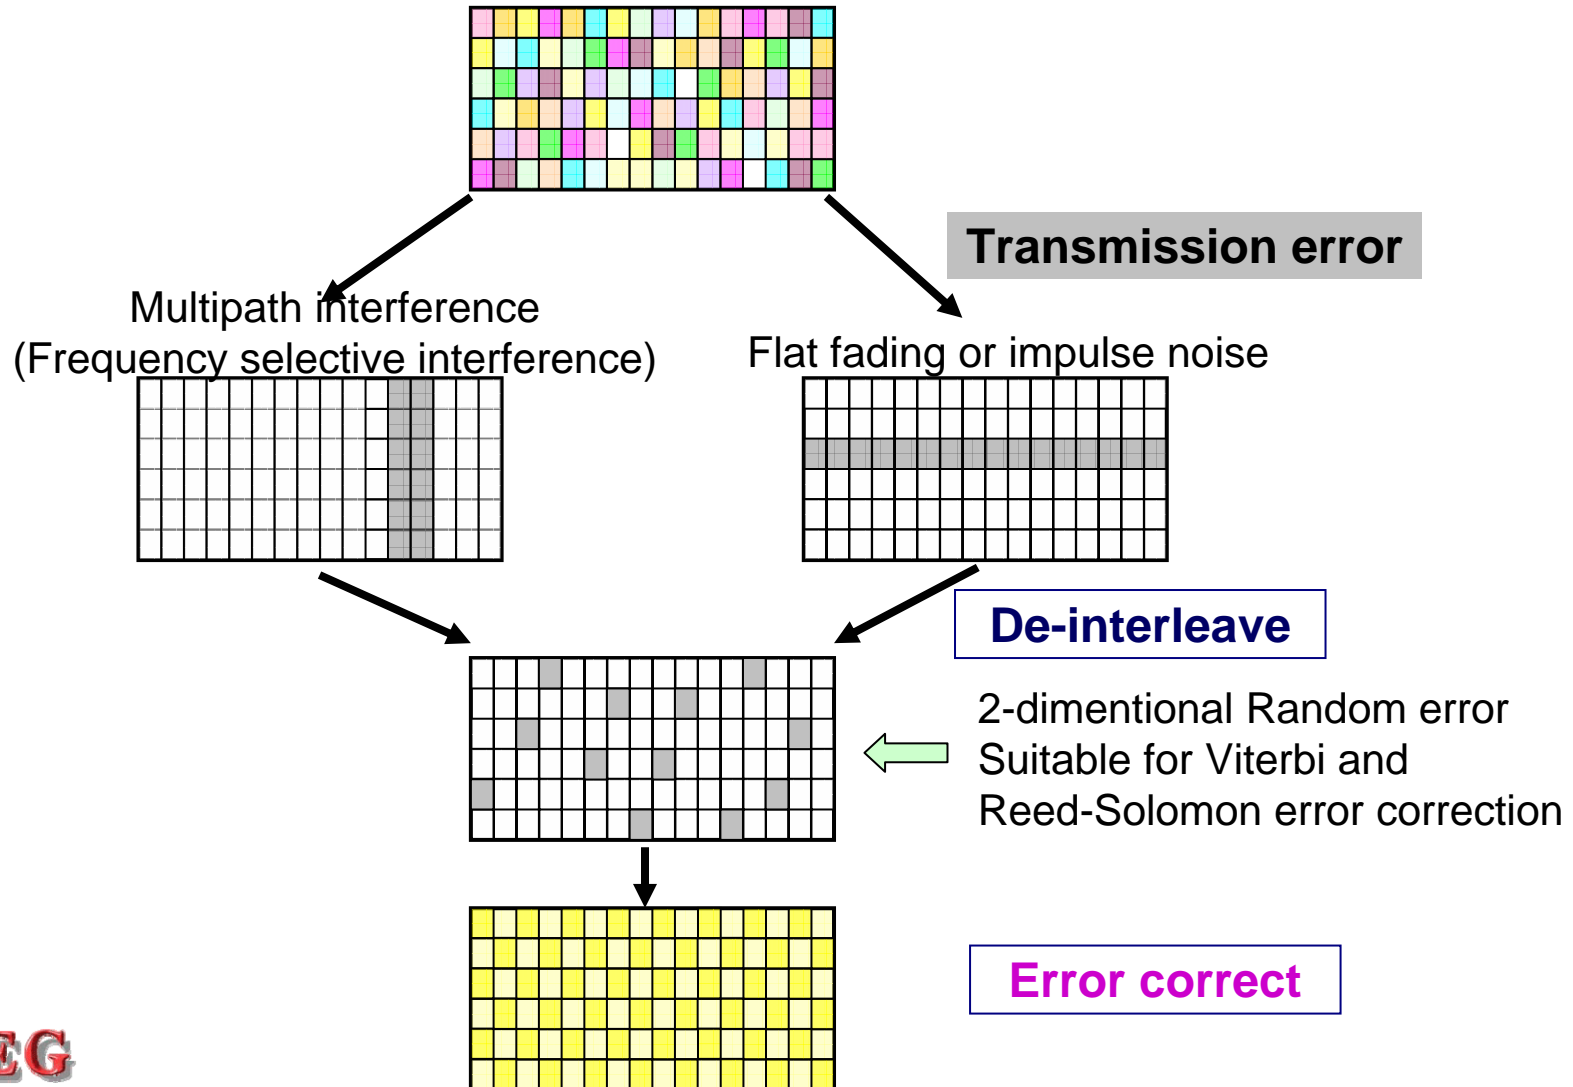 Transmission error
Multipath interference
(Frequency selective interference)
Flat fading or impulse noise
De-interleave
2-dimentional Random error
Suitable for Viterbi and
Reed-Solomon error correction
Error correct
EG